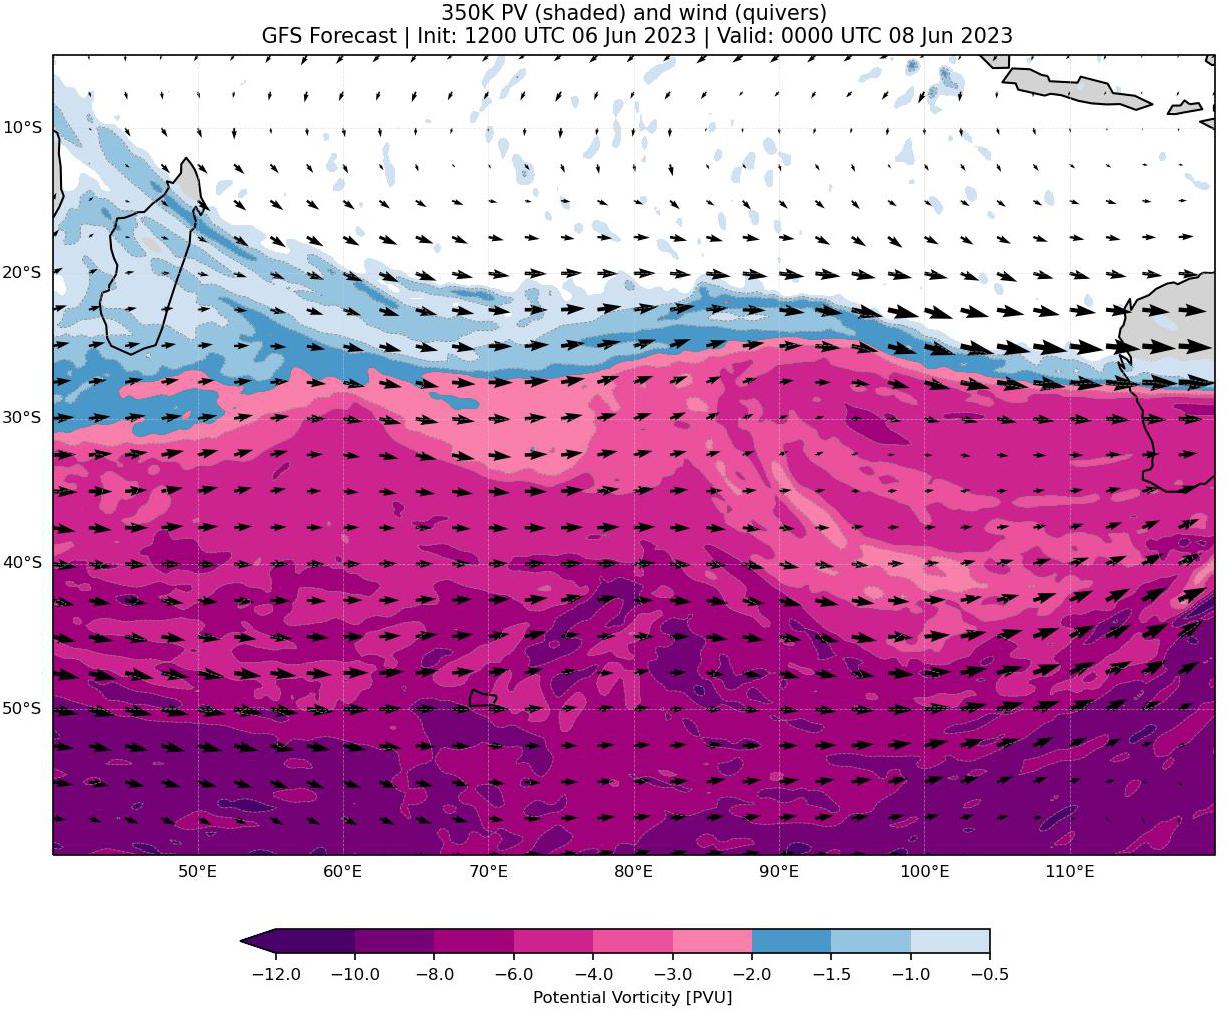 350K PV (shaded) and wind (quivers)
GFS Forecast | Init: 1200 UTC 06 Jun 2023 | Valid: 0000 UTC 08 Jun 2023
10°S
20°S
30°S
40°S
50°S
50°E 60°E 70°E 80°E 90°E 100°E 110°E
−12.0 −10.0 −8.0 −6.0 −4.0 −3.0 −2.0 −1.5 −1.0 −0.5
Potential Vorticity [PVU]